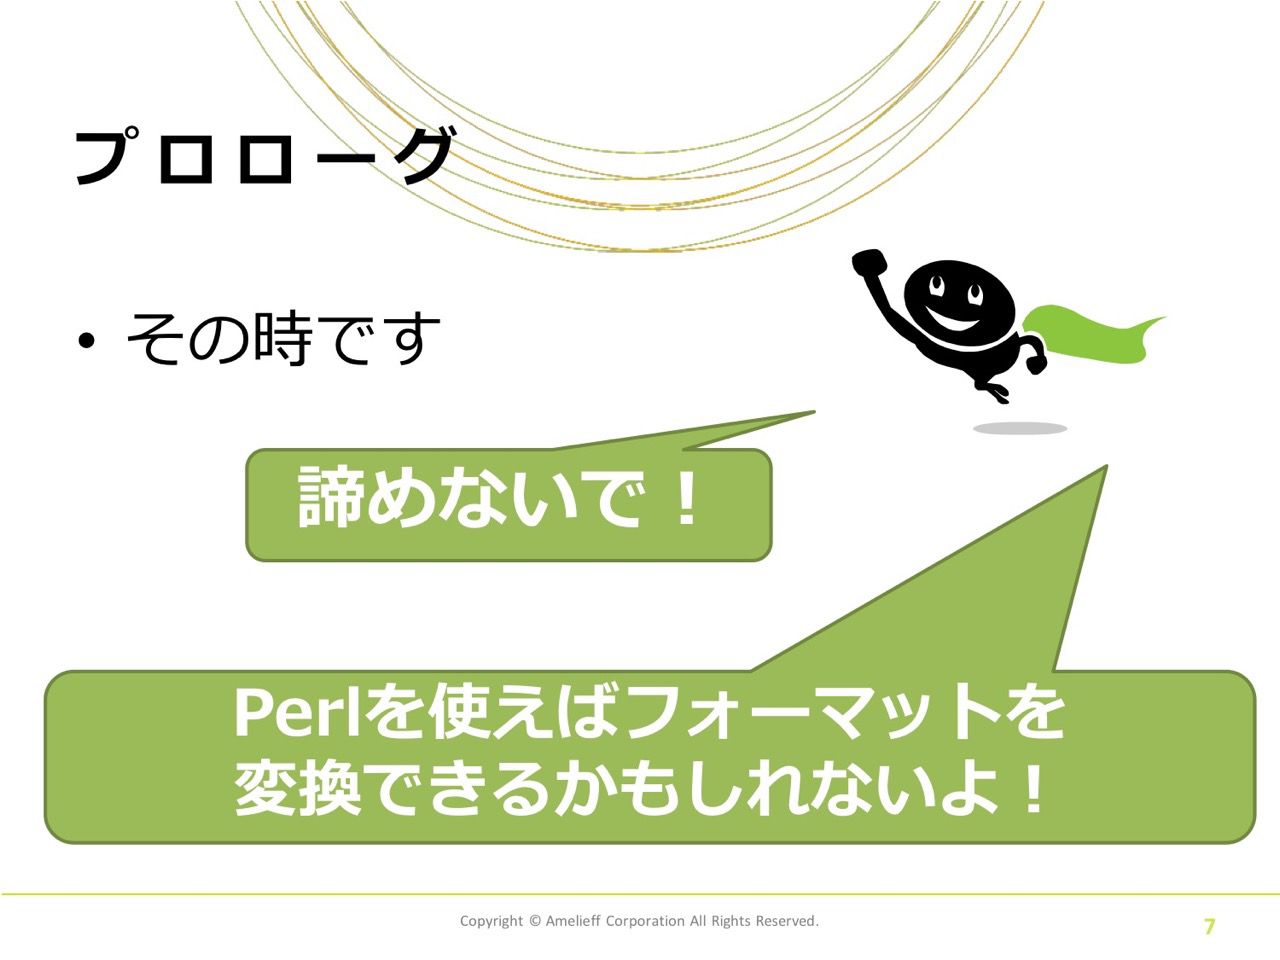 プロローグ
• その時です
諦めないで！
Perlを使えばフォーマットを
変換できるかもしれないよ！
Copyright © Amelieff Corporation All Rights Reserved.
7